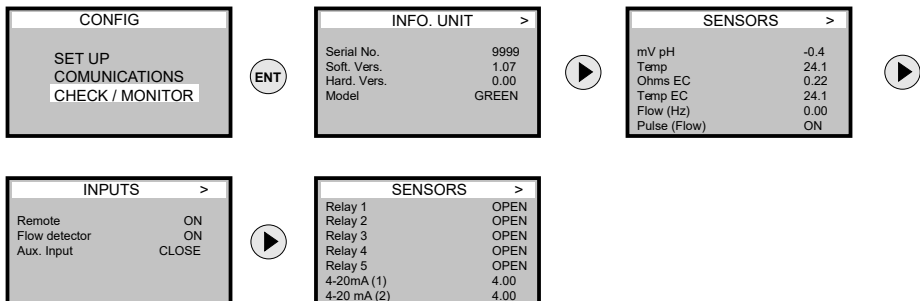 CONFIG
SET UP
COMUNICATIONS
CHECK / MONITOR
ENT
INFO. UNIT >
Serial No. 9999
Soft. Vers. 1.07
Hard. Vers. 0.00
Model GREEN
SENSORS >
mV pH -0.4
Temp 24.1
Ohms EC 0.22
Temp EC 24.1
Flow (Hz) 0.00
Pulse (Flow) ON
INPUTS >
Remote ON
Flow detector ON
Aux. Input CLOSE
SENSORS >
Relay 1 OPEN
Relay 2 OPEN
Relay 3 OPEN
Relay 4 OPEN
Relay 5 OPEN
4-20mA (1) 4.00
4-20 mA (2) 4.00